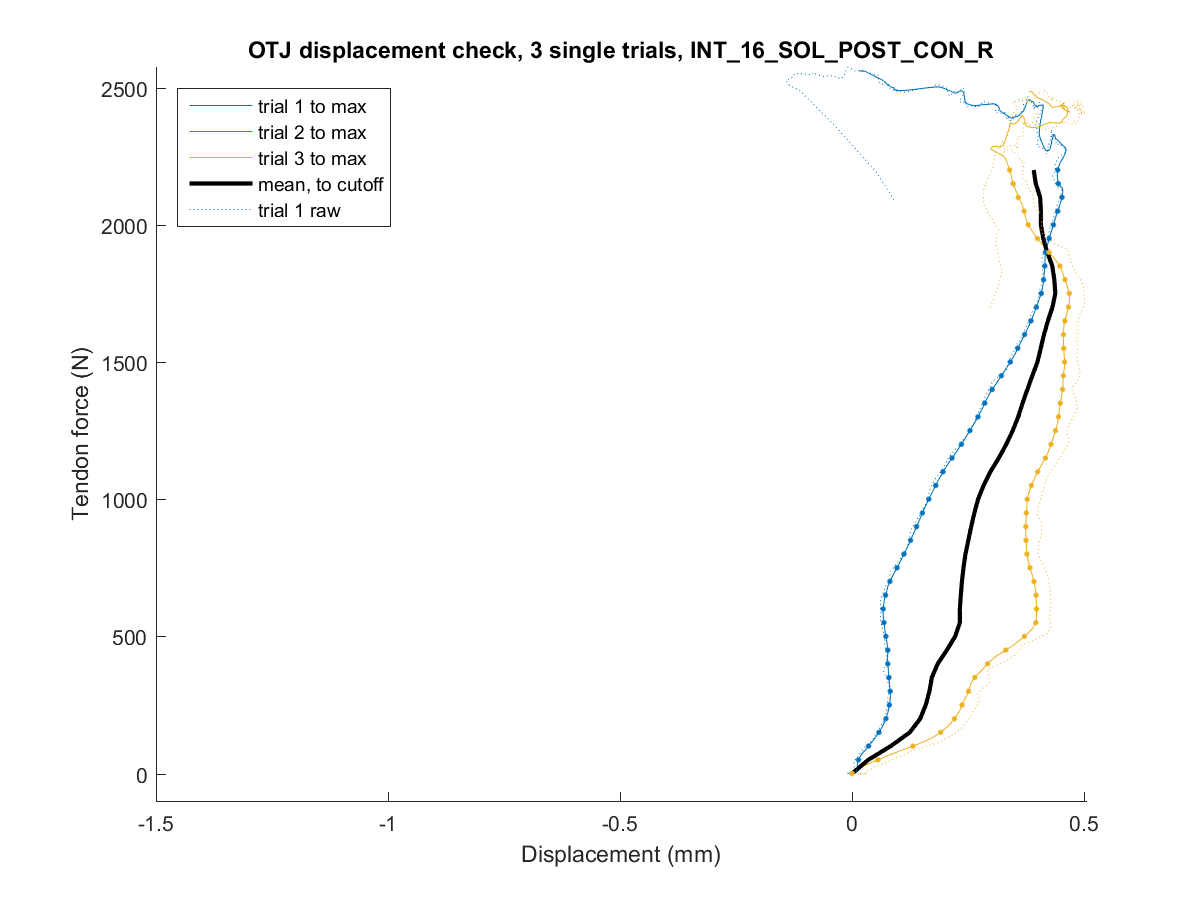 OTJ displacement check, 3 single trials, INT_16_SOL_POST_CON_R
trial 1 to max
trial 2 to max
trial 3 to max
mean, to cutoff
trial 1 raw
2500
2000
1500
1000
500
0
Tendon force (N)
-1.5
-1
-0.5
0
0.5
Displacement (mm)